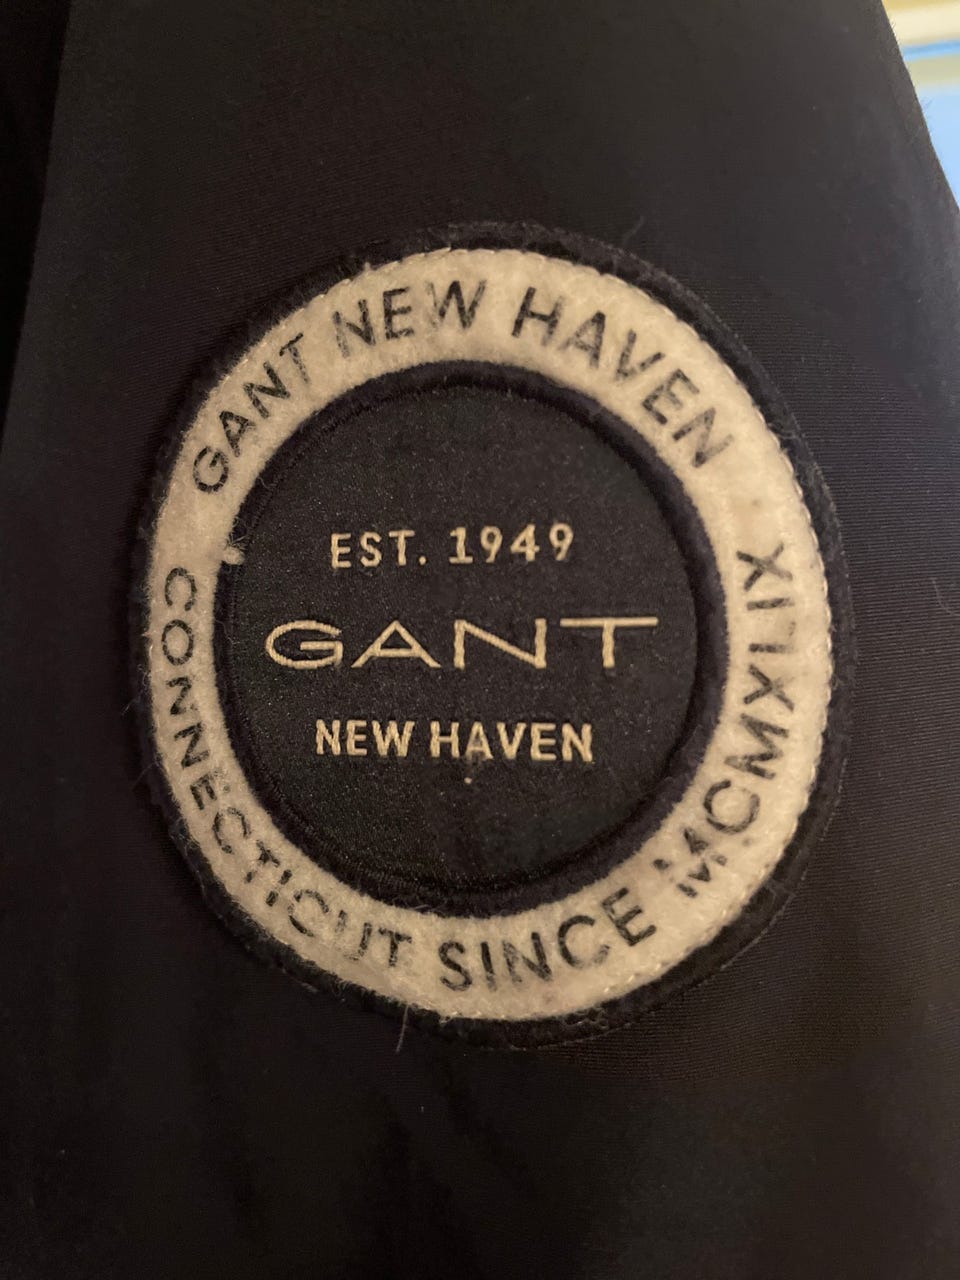 GANT NEW HAVEN
CONNECTICUT SINCE MCMXLIX
EST. 1949
GANT
NEW HAVEN